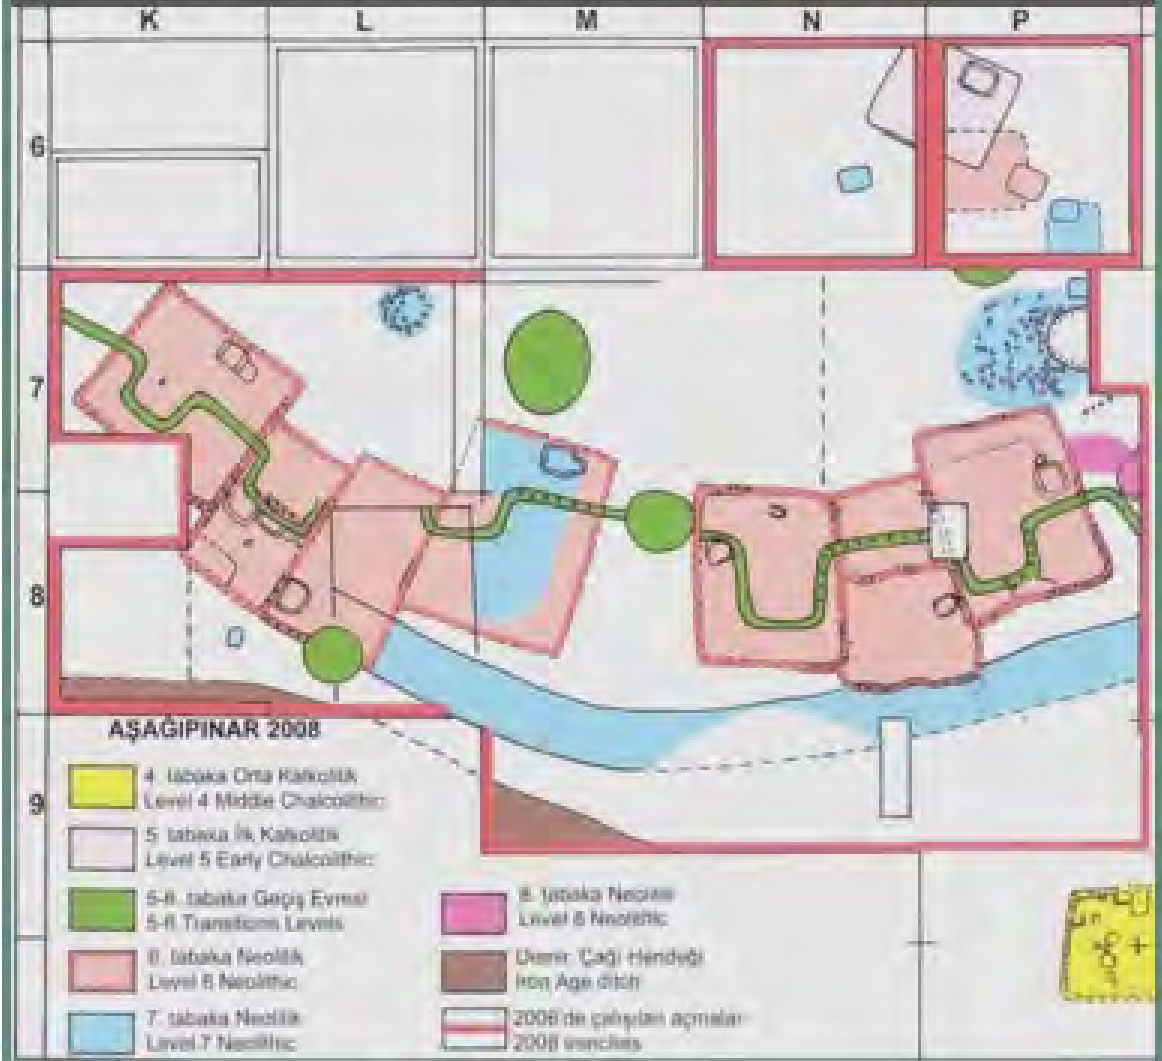 K L M N P
6
7
8
9
AŞAĞIPINAR 2008
4. tabaka Orta Kalkolitik
Level 4 Middle Chalcolithic
5. tabaka İlk Kalkolitik
Level 5 Early Chalcolithic
5-6. tabaka Geçiş Evresi
5-6 Transitions Levels
6. tabaka Neolitik
Level 6 Neolithic
7. tabaka Neolitik
Level 7 Neolithic
8. tabaka Neolitik
Level 8 Neolithic
Demir Çağı Hendeği
Iron Age ditch
2008'de çalışılan açmalar
2008 trenches